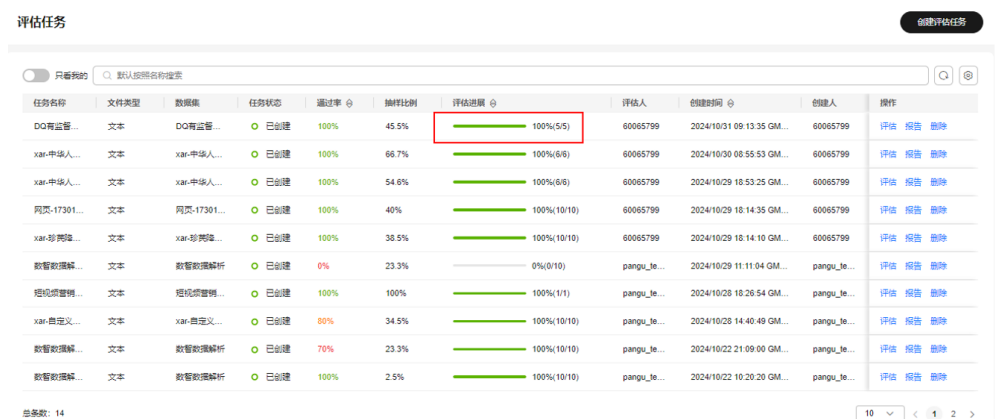 评估任务
创建评估任务
只看我的 默认按照名称搜索
任务名称 文件类型 数据集 任务状态 通过率 抽样比例 评估进展 评估人 创建时间 创建人 操作
DQ有监督... 文本 DQ有监督... 已创建 100% 45.5% 100%(5/5) 60065799 2024/10/31 09:13:35 GM... 60065799 评估 报告 删除
xar-中华人... 文本 xar-中华人... 已创建 100% 66.7% 100%(6/6) 60065799 2024/10/30 08:55:53 GM... 60065799 评估 报告 删除
xar-中华人... 文本 xar-中华人... 已创建 100% 54.6% 100%(6/6) 60065799 2024/10/29 18:53:25 GM... 60065799 评估 报告 删除
网页-17301... 文本 网页-17301... 已创建 100% 40% 100%(10/10) 60065799 2024/10/29 18:14:35 GM... 60065799 评估 报告 删除
xar-珍荑隆... 文本 xar-珍荑隆... 已创建 100% 38.5% 100%(10/10) 60065799 2024/10/29 18:14:10 GM... 60065799 评估 报告 删除
数智数据解... 文本 数智数据解析 已创建 0% 23.3% 0%(0/10) pangu_te... 2024/10/29 11:11:04 GM... pangu_te... 评估 报告 删除
短视频营销... 文本 短视频营销... 已创建 100% 100% 100%(1/1) pangu_te... 2024/10/28 18:26:54 GM... pangu_te... 评估 报告 删除
xar-自定义... 文本 xar-自定义... 已创建 80% 34.5% 100%(10/10) pangu_te... 2024/10/28 14:40:49 GM... pangu_te... 评估 报告 删除
数智数据解... 文本 数智数据解析 已创建 70% 23.3% 100%(10/10) pangu_te... 2024/10/22 21:09:00 GM... pangu_te... 评估 报告 删除
数智数据解... 文本 数智数据解析 已创建 100% 2.5% 100%(10/10) pangu_te... 2024/10/22 10:20:20 GM... pangu_te... 评估 报告 删除
总条数: 14 10 1 2